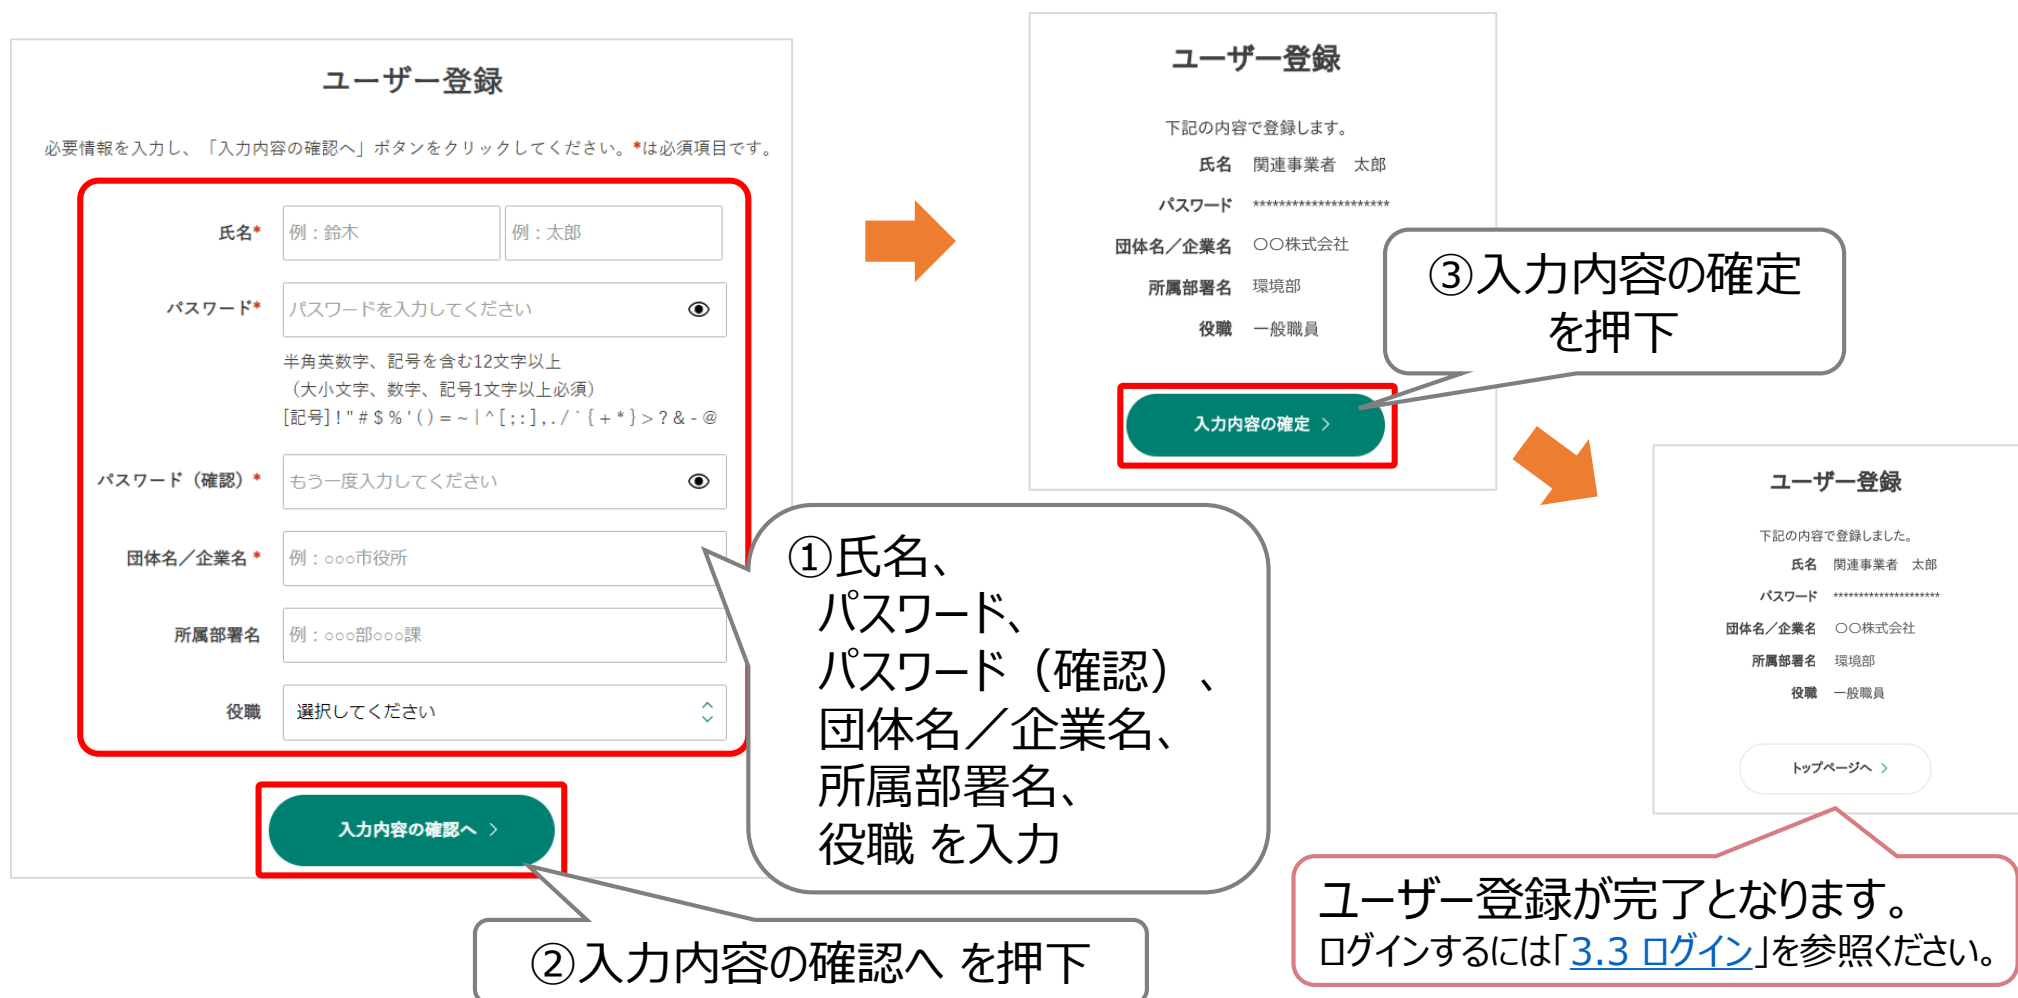 ユーザー登録
必要情報を入力し、「入力内容の確認へ」ボタンをクリックしてください。*は必須項目です。
氏名* 例：鈴木 例：太郎
パスワード* パスワードを入力してください
半角英数字、記号を含む12文字以上
（大小文字、数字、記号1文字以上必須）
[記号] ! " # $ % ' ( ) = ~ | ^ [ ; : ] , . / ` { + * } > ? & - @
パスワード（確認）* もう一度入力してください
団体名／企業名 * 例：○○○市役所
所属部署名 例：○○○部○○○課
役職 選択してください
入力内容の確認へ
①氏名、
パスワード、
パスワード（確認）、
団体名／企業名、
所属部署名、
役職 を入力
②入力内容の確認へ を押下
ユーザー登録
下記の内容で登録します。
氏名 関連事業者　太郎
パスワード *********************
団体名／企業名 〇〇株式会社
所属部署名 環境部
役職 一般職員
入力内容の確定
③入力内容の確定
を押下
ユーザー登録
下記の内容で登録しました。
氏名 関連事業者　太郎
パスワード *********************
団体名／企業名 〇〇株式会社
所属部署名 環境部
役職 一般職員
トップページへ
ユーザー登録が完了となります。
ログインするには「3.3 ログイン」を参照ください。